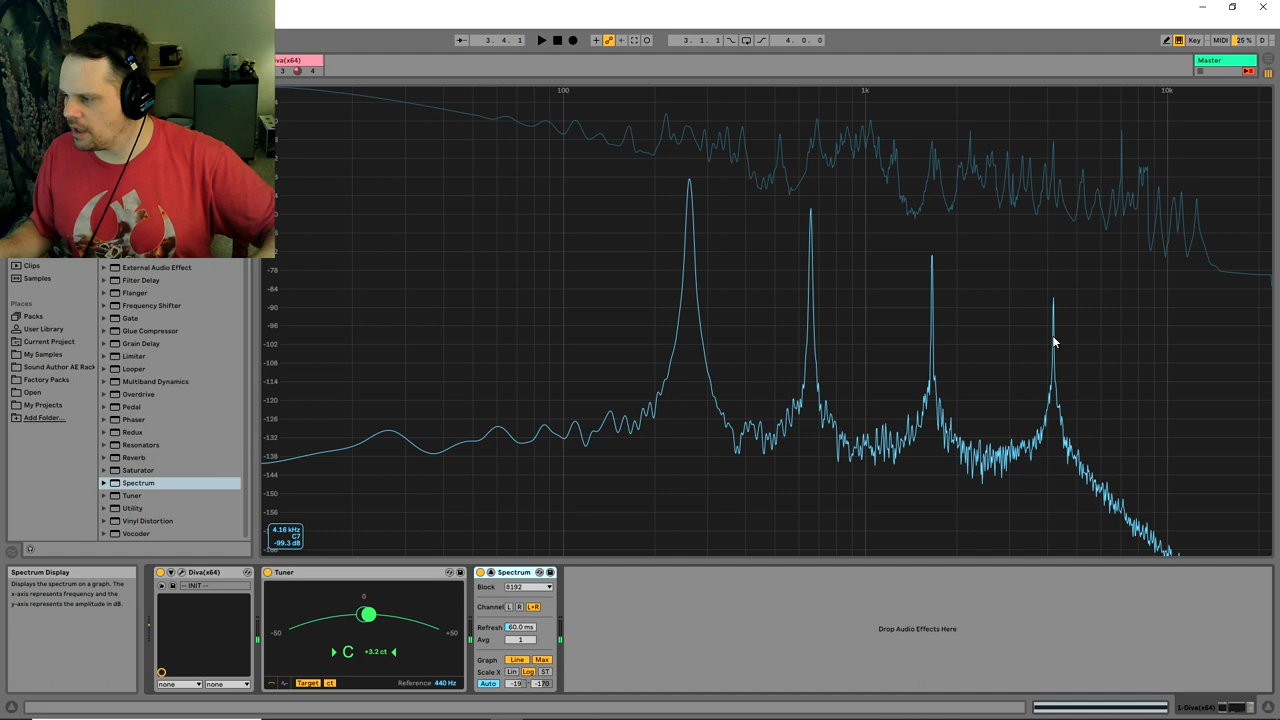 3. 4. 1
3. 1. 1
4. 0. 0
Key
MIDI
25 %
D
iva(x64)
3
4
Master
100
1k
10k
-78
-84
-90
-96
-102
-108
-114
-120
-126
-132
-138
-144
-150
-156
4.16 kHz
C7
-99.3 dB
Clips
Samples
Places
Packs
User Library
Current Project
My Samples
Sound Author AE Rack
Factory Packs
Open
My Projects
Add Folder...
External Audio Effect
Filter Delay
Flanger
Frequency Shifter
Gate
Glue Compressor
Grain Delay
Limiter
Looper
Multiband Dynamics
Overdrive
Pedal
Phaser
Redux
Resonators
Reverb
Saturator
Spectrum
Tuner
Utility
Vinyl Distortion
Vocoder
Spectrum Display
Displays the spectrum on a graph. The
x-axis represents frequency and the
y-axis represents the amplitude in dB.
Diva(x64)
-- INIT --
none
none
Tuner
0
-50
+50
C
+3.2 ct
Target
ct
Reference
440 Hz
Spectrum
Block
8192
Channel
L
R
L+R
Refresh
60.0 ms
Avg
1
Graph
Line
Max
Scale X
Lin
Log
ST
Auto
-19
-170
Drop Audio Effects Here
1-Diva(x64)